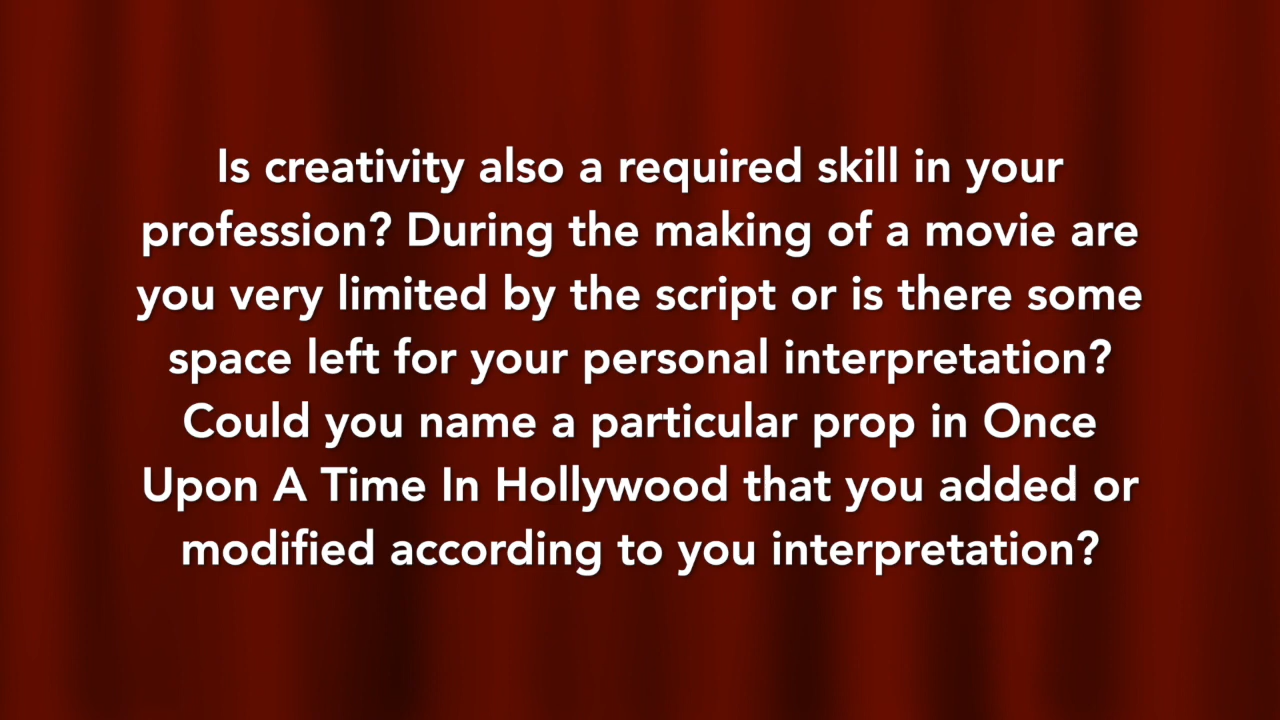 Is creativity also a required skill in your
profession? During the making of a movie are
you very limited by the script or is there some
space left for your personal interpretation?
Could you name a particular prop in Once
Upon A Time In Hollywood that you added or
modified according to you interpretation?